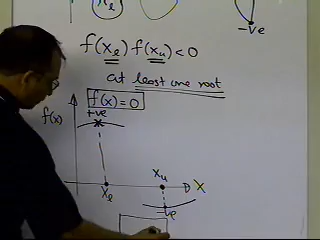 -ve
f(xₗ) f(xᵤ) < 0
at least one root
f(x) = 0
+ve
f(x)
xᵤ
x
xₗ
-ve